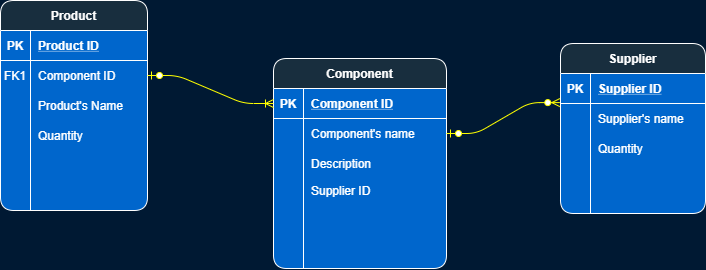 Product
PK Product ID
FK1 Component ID
Product's Name
Quantity
Component
PK Component ID
Component's name
Description
Supplier ID
Supplier
PK Supplier ID
Supplier's name
Quantity